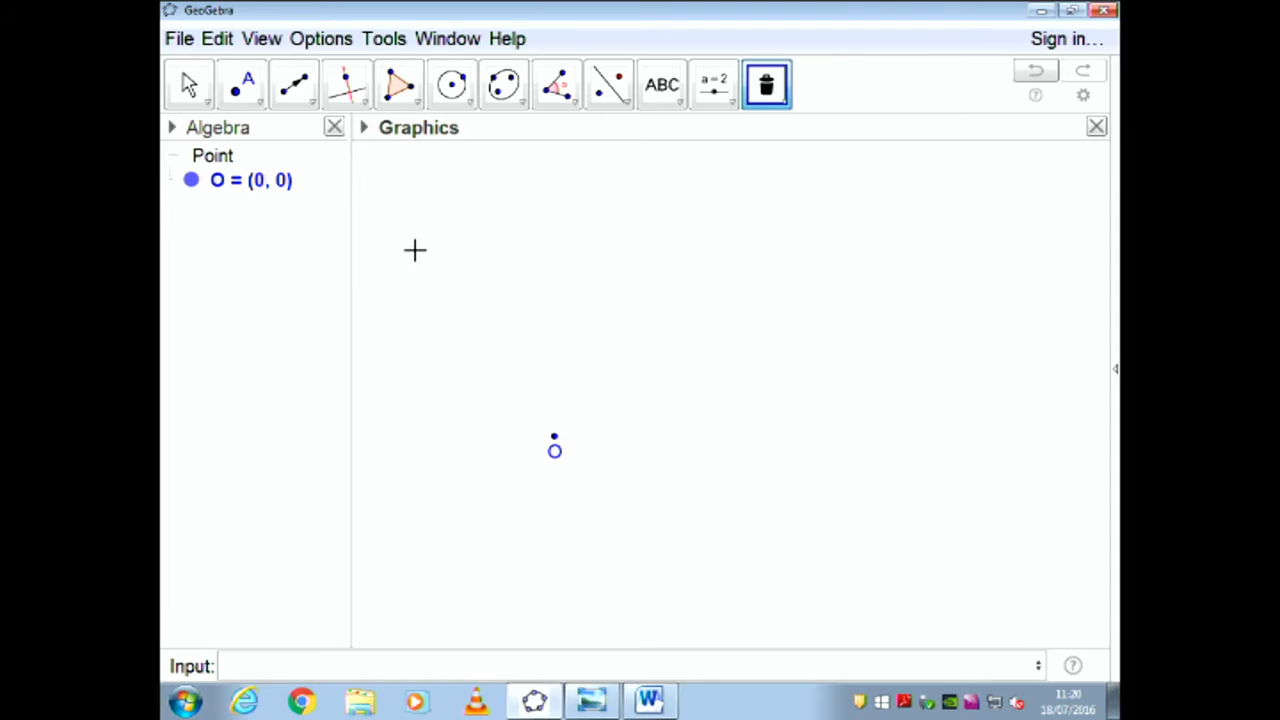 GeoGebra
File Edit View Options Tools Window Help
Sign in...
A
ABC
a=2
Algebra
Graphics
Point
O = (0, 0)
O
Input:
11:20
18/07/2016